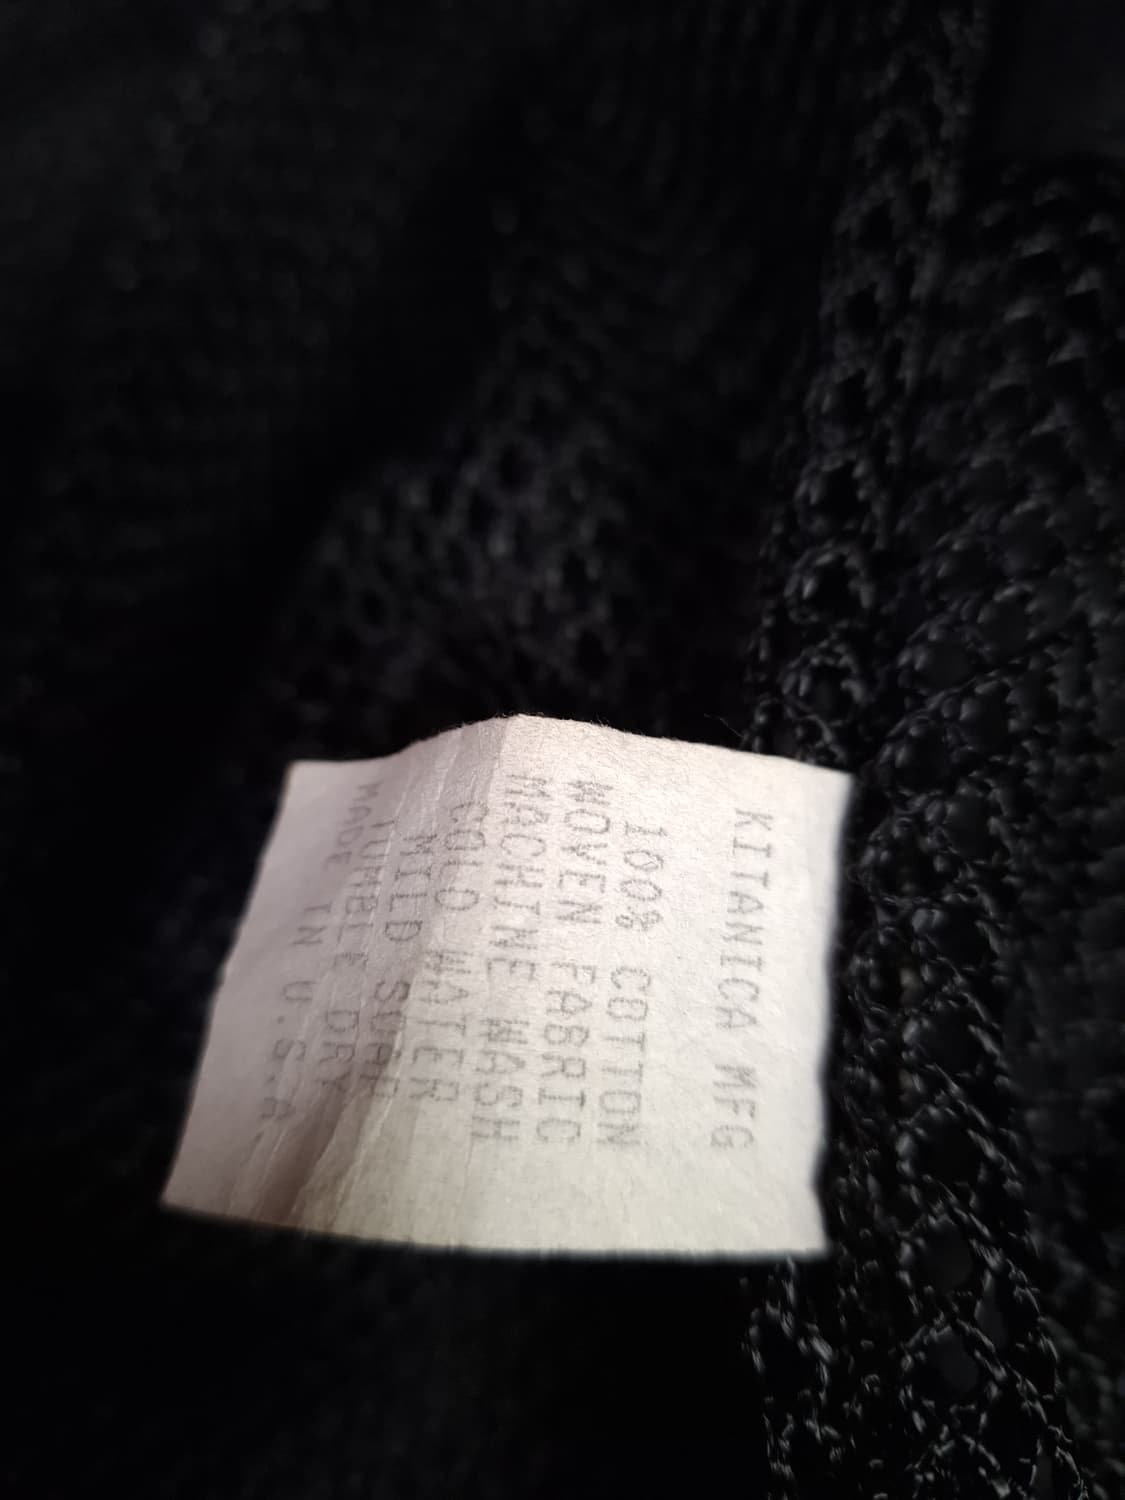 KITANICA MFG
100% COTTON
WOVEN FABRIC
MACHINE WASH
COLD WATER
MILD SOAP
TUMBLE DRY
MADE IN U.S.A.